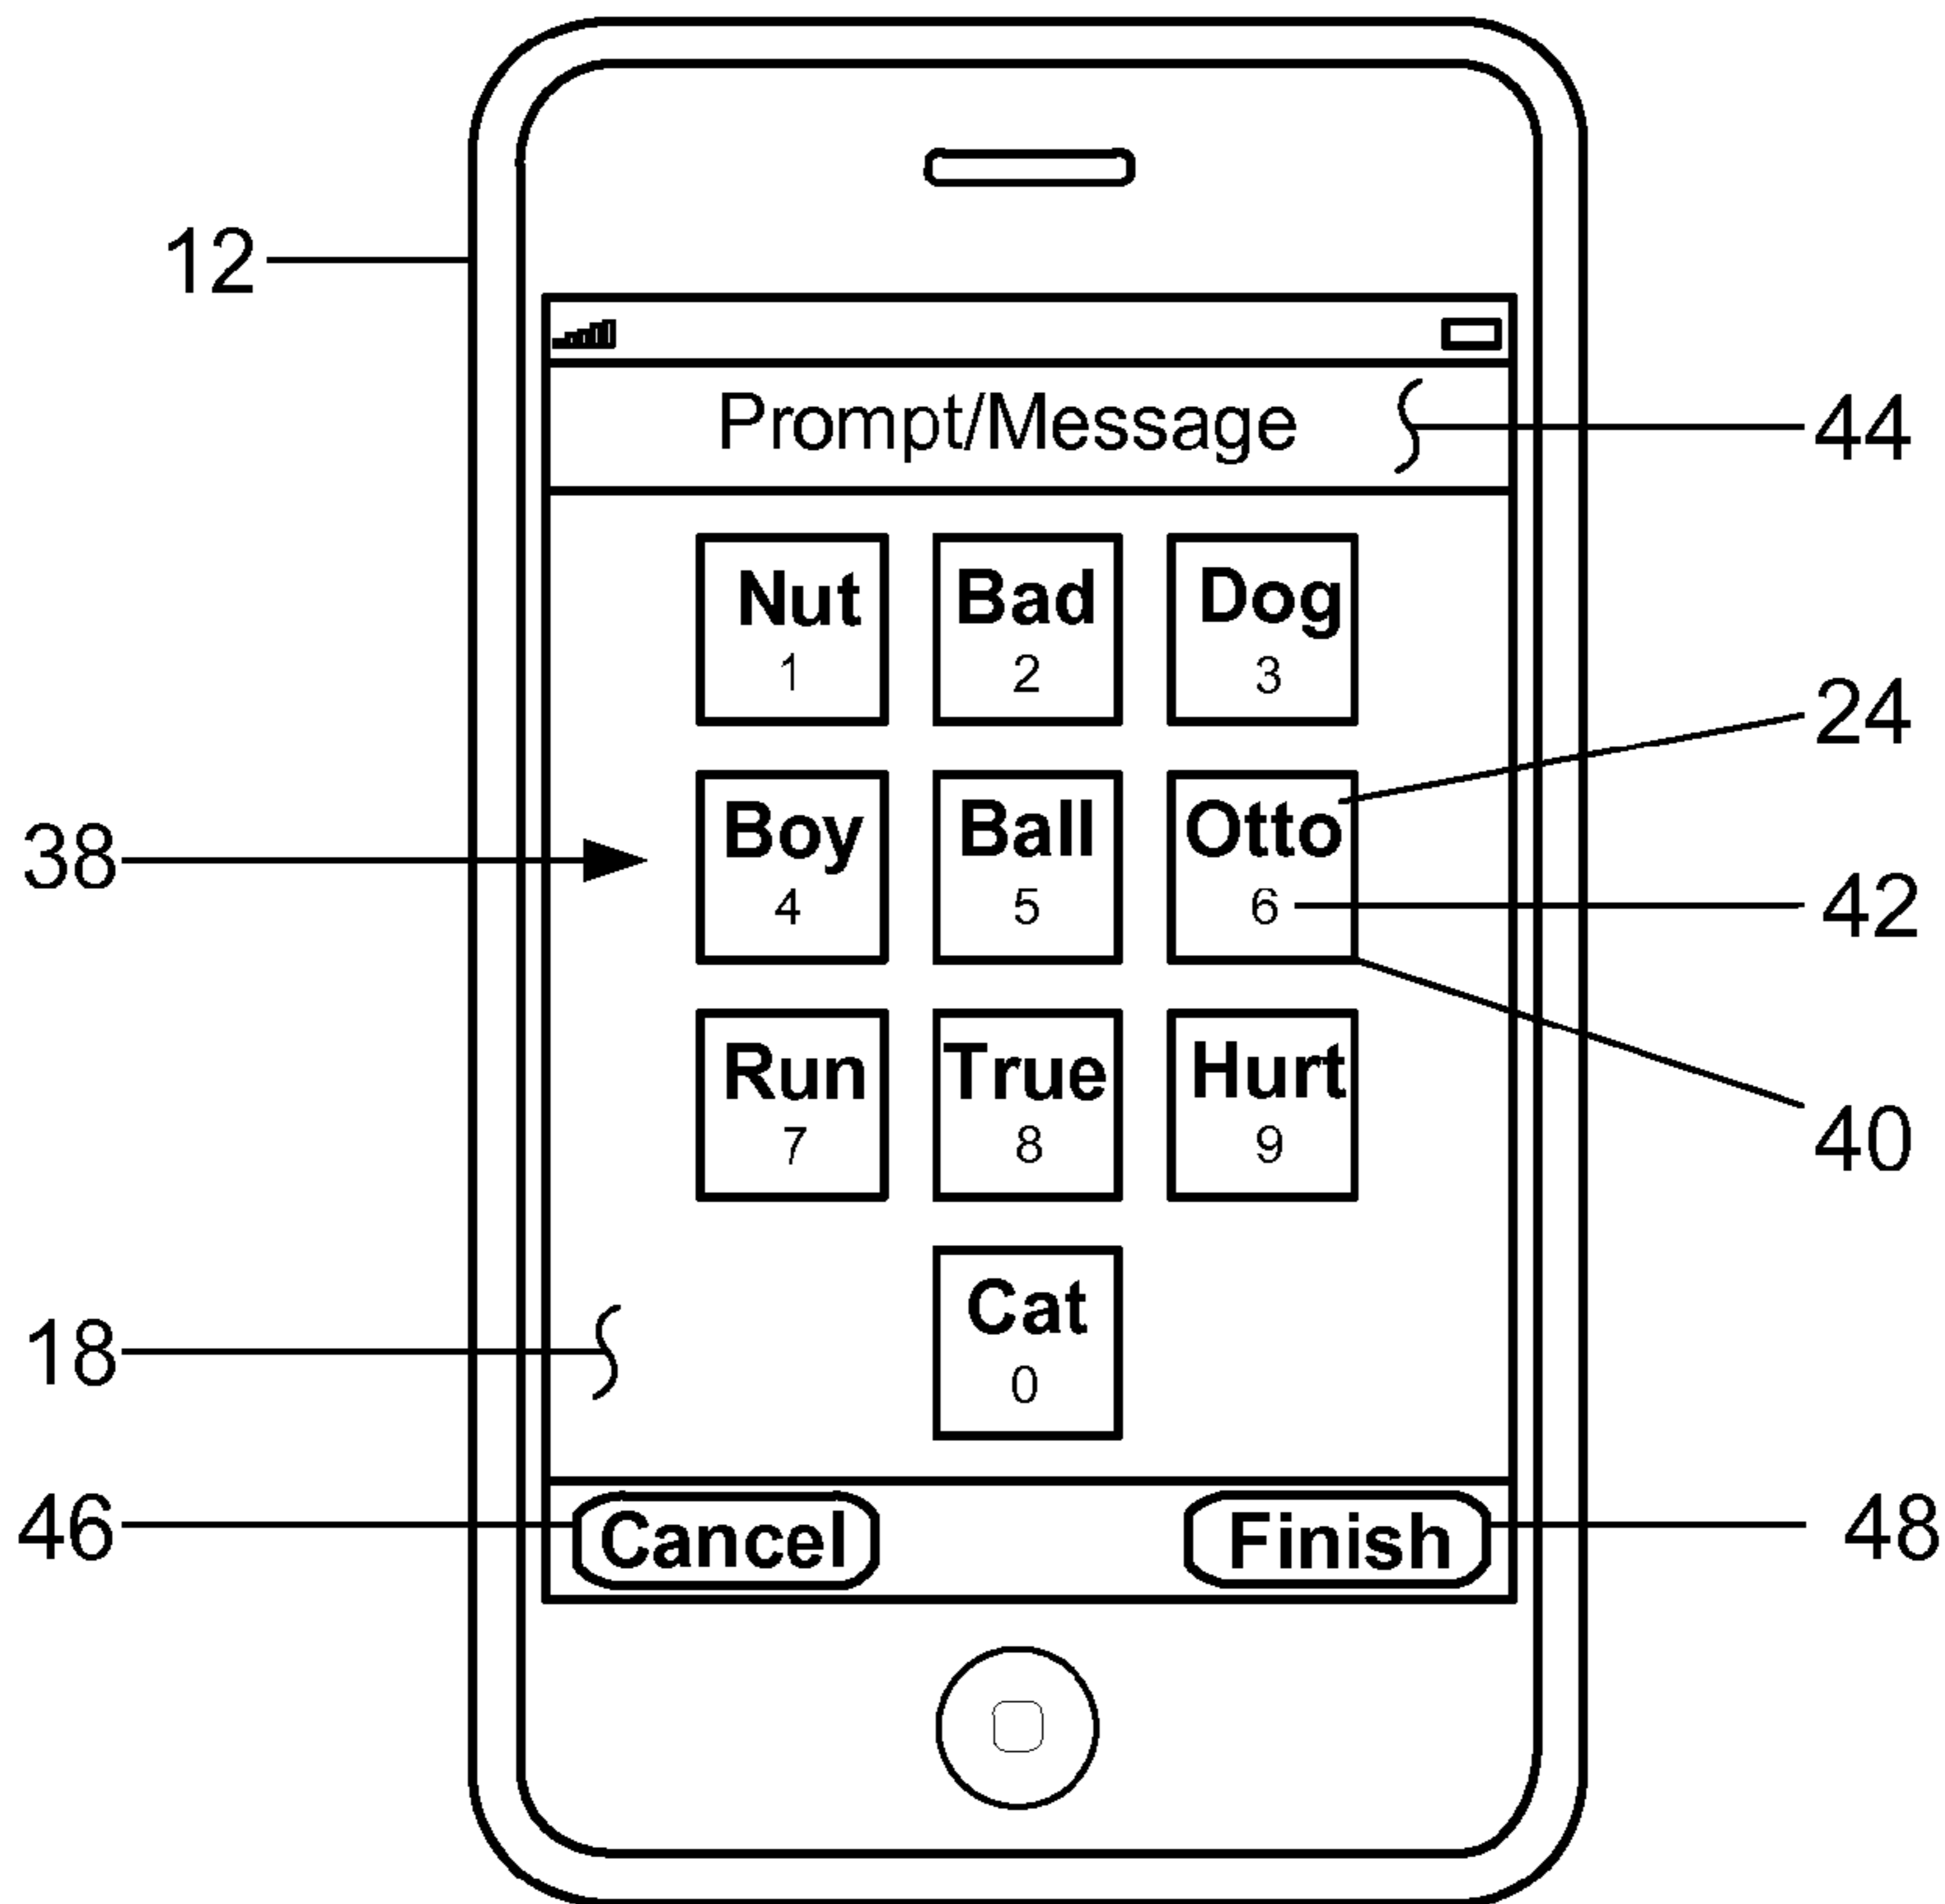 12
Prompt/Message
44
Nut Bad Dog
1 2 3
24
Boy Ball Otto
38
4 5 6
42
Run True Hurt
7 8 9
40
Cat
0
18
46
Cancel Finish
48